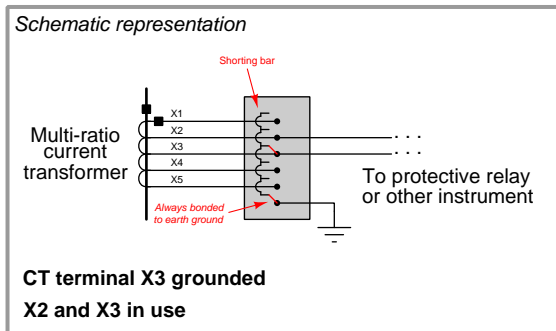 Schematic representation
Shorting bar
X1
X2
X3
X4
X5
Multi-ratio
current
transformer
. . .
. . .
To protective relay
or other instrument
Always bonded
to earth ground
CT terminal X3 grounded
X2 and X3 in use